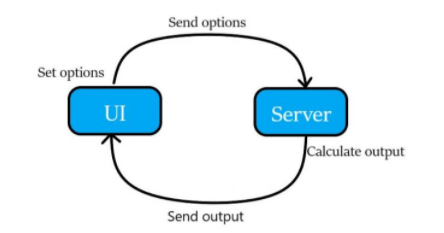 Send options
Set options
UI
Server
Calculate output
Send output